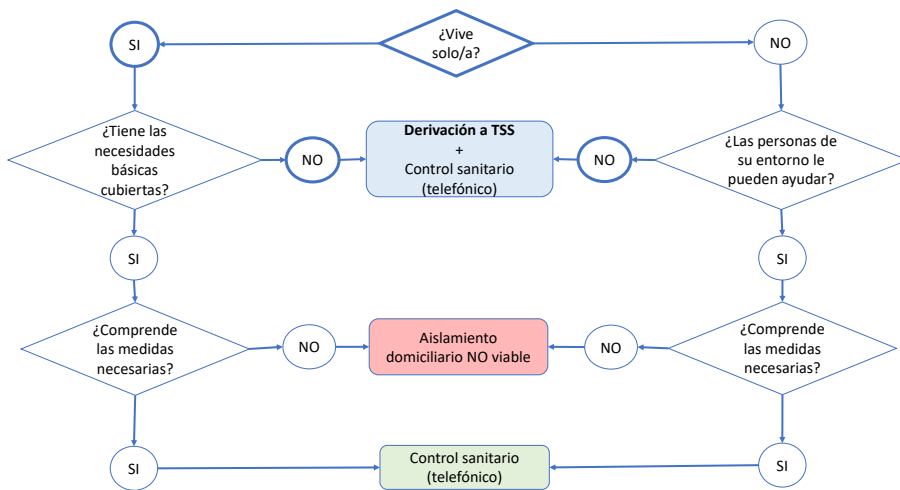 SI
¿Vive
solo/a?
NO
¿Tiene las
necesidades
básicas
cubiertas?
NO
Derivación a TSS
+
Control sanitario
(telefónico)
NO
¿Las personas de
su entorno le
pueden ayudar?
SI
SI
¿Comprende
las medidas
necesarias?
NO
Aislamiento
domiciliario NO viable
NO
¿Comprende
las medidas
necesarias?
SI
Control sanitario
(telefónico)
SI